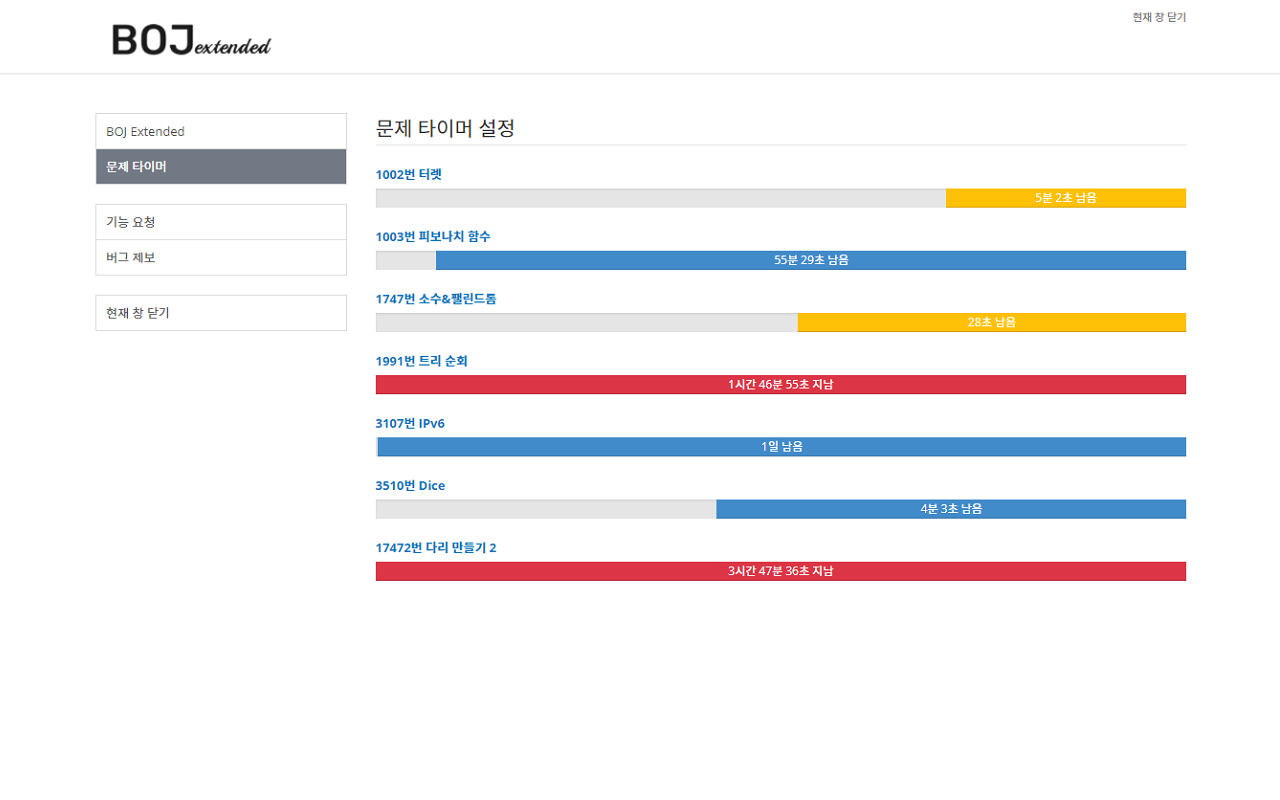 현재 창 닫기
BOJ extended
BOJ Extended
문제 타이머
기능 요청
버그 제보
현재 창 닫기
문제 타이머 설정
1002번 터렛
5분 2초 남음
1003번 피보나치 함수
55분 29초 남음
1747번 소수&팰린드롬
28초 남음
1991번 트리 순회
1시간 46분 55초 지남
3107번 IPv6
1일 남음
3510번 Dice
4분 3초 남음
17472번 다리 만들기 2
3시간 47분 36초 지남